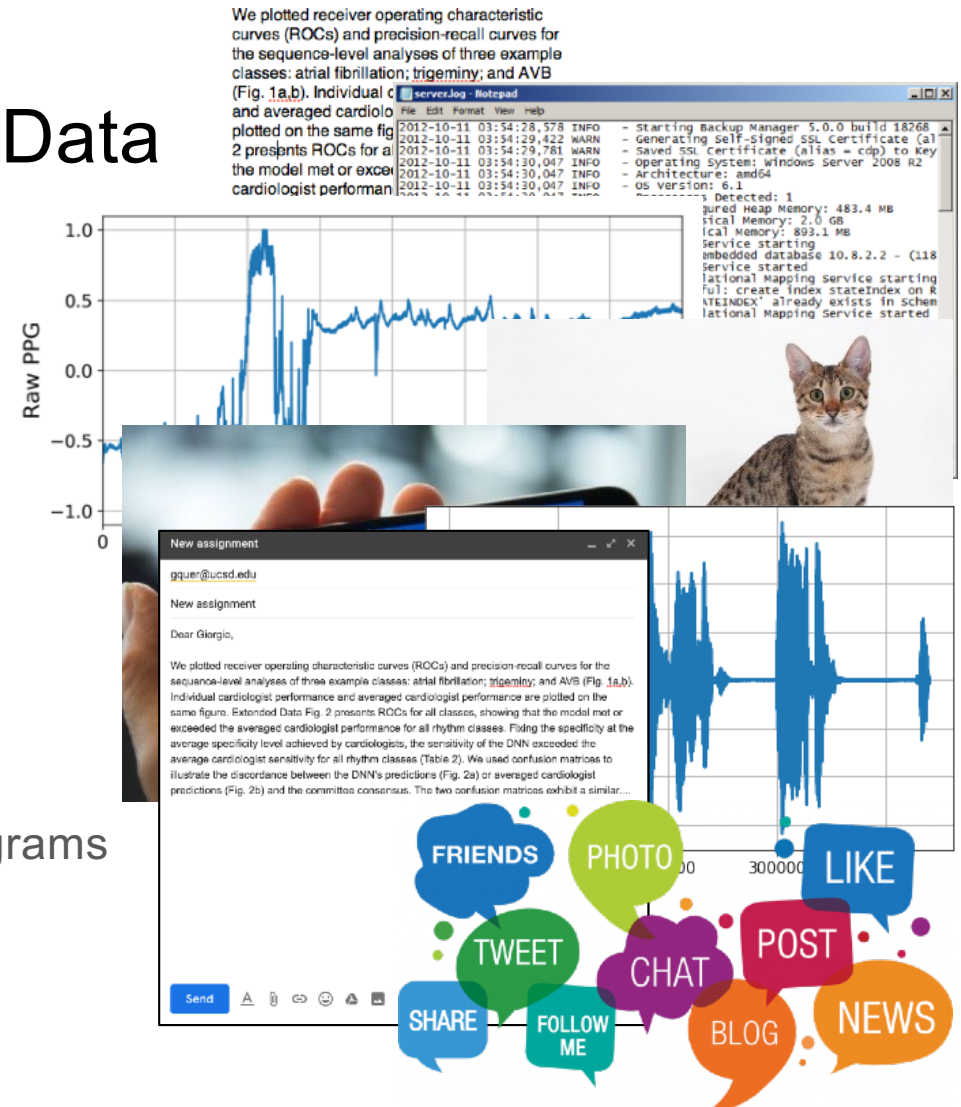 We plotted receiver operating characteristic
curves (ROCs) and precision-recall curves for
the sequence-level analyses of three example
classes: atrial fibrillation; trigeminy; and AVB
(Fig. 1a,b). Individual
and averaged
plotted on the same
2 presents ROCs for
the model met or
cardiologist
Data
server.log - Notepad
File Edit Format View Help
2012-10-11 03:54:28,578 INFO - Starting Backup Manager 5.0.0 build 18268
2012-10-11 03:54:29,422 WARN - Generating Self-Signed SSL Certificate (al
2012-10-11 03:54:29,781 WARN - Saved SSL Certificate (alias = cdp) to Key
2012-10-11 03:54:30,047 INFO - Operating System: Windows Server 2008 R2
2012-10-11 03:54:30,047 INFO - Architecture: amd64
2012-10-11 03:54:30,047 INFO - OS Version: 6.1
Detected: 1
gured Heap Memory: 483.4 MB
sical Memory: 2.0 GB
ical Memory: 893.1 MB
Service starting
embedded database 10.8.2.2 - (118
Service started
lational Mapping Service starting
ful: create index stateIndex on R
ATEINDEX' already exists in Schem
lational Mapping Service started
Raw PPG
1.0
0.5
0.0
−0.5
−1.0
0
New assignment
gquer@ucsd.edu
New assignment
Dear Giorgio,
We plotted receiver operating characteristic curves (ROCs) and precision-recall curves for the
sequence-level analyses of three example classes: atrial fibrillation; trigeminy; and AVB (Fig. 1a,b).
Individual cardiologist performance and averaged cardiologist performance are plotted on the
same figure. Extended Data Fig. 2 presents ROCs for all classes, showing that the model met or
exceeded the averaged cardiologist performance for all rhythm classes. Fixing the specificity at the
average specificity level achieved by cardiologists, the sensitivity of the DNN exceeded the
average cardiologist sensitivity for all rhythm classes (Table 2). We used confusion matrices to
illustrate the discordance between the DNN's predictions (Fig. 2a) or averaged cardiologist
predictions (Fig. 2b) and the committee consensus. The two confusion matrices exhibit a similar....
Send
grams
00
300000
FRIENDS
PHOTO
LIKE
TWEET
CHAT
POST
SHARE
FOLLOW
ME
BLOG
NEWS